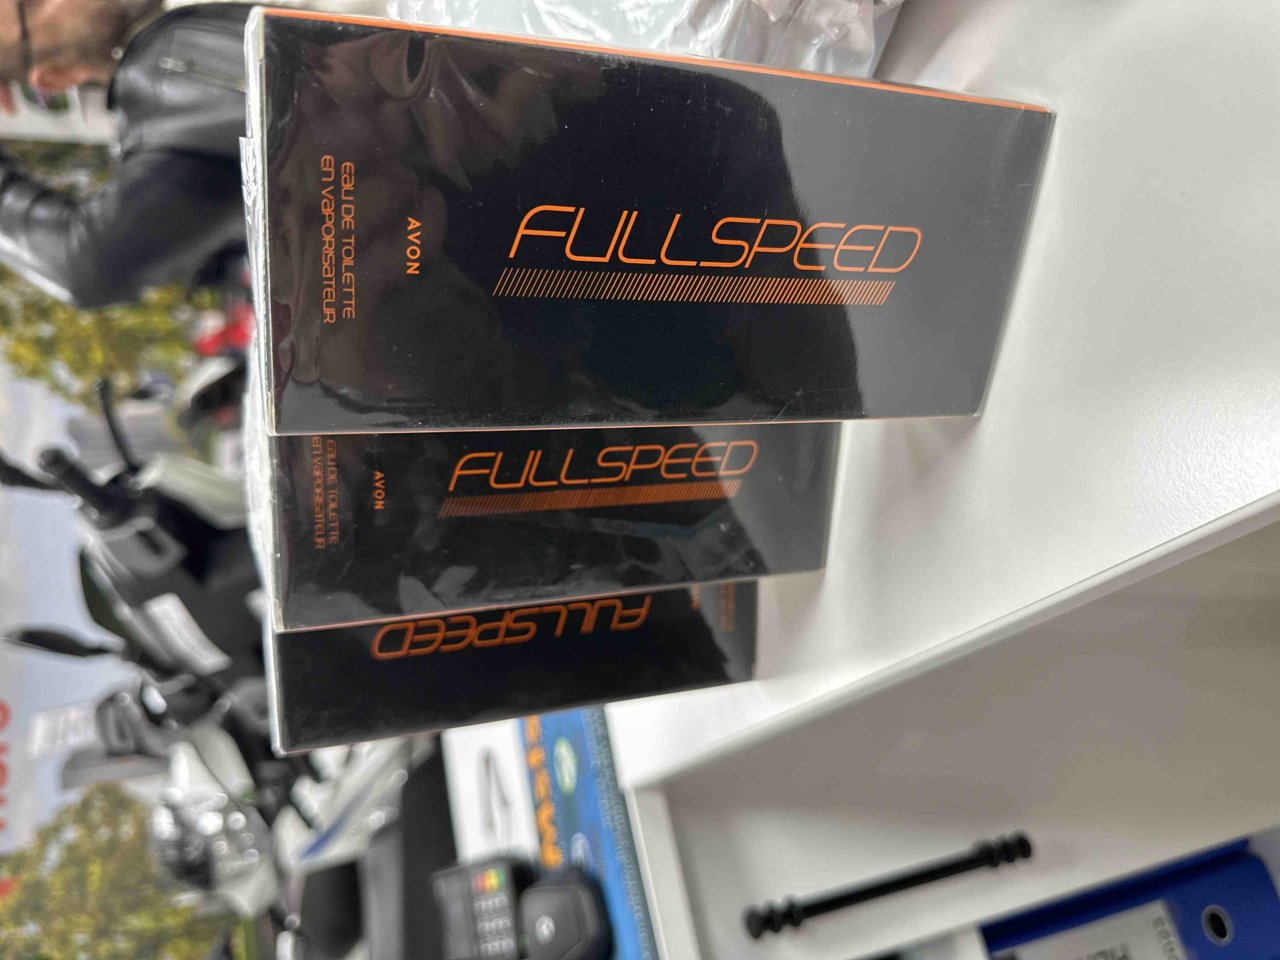 FULLSPEED
AVON
EAU DE TOILETTE
EN VAPORISATEUR
FULLSPEED
AVON
EAU DE TOILETTE
EN VAPORISATEUR
FULLSPEED